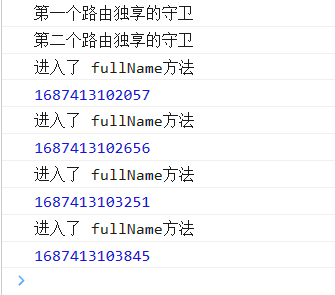 第一个路由独享的守卫
第二个路由独享的守卫
进入了 fullName方法
1687413102057
进入了 fullName方法
1687413102656
进入了 fullName方法
1687413103251
进入了 fullName方法
1687413103845
>